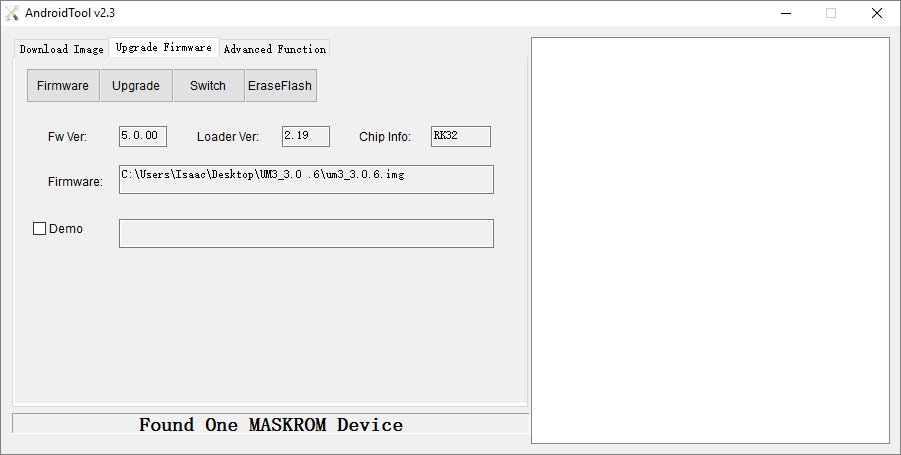 AndroidTool v2.3
Download Image Upgrade Firmware Advanced Function
Firmware Upgrade Switch EraseFlash
Fw Ver: 5.0.00 Loader Ver: 2.19 Chip Info: RK32
Firmware: C:\Users\Isaac\Desktop\UM3_3.0 .6\um3_3.0.6.img
Demo
Found One MASKROM Device